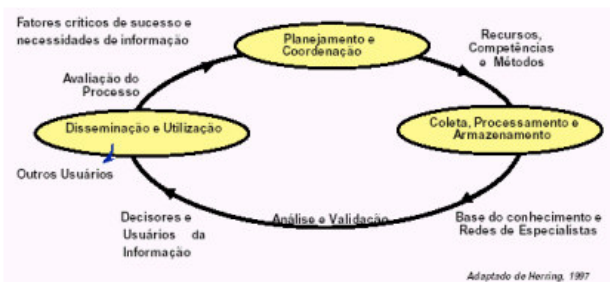 Fatores críticos de sucesso e
necessidades de informação
Planejamento e
Coordenação
Recursos,
Competências
e Métodos
Avaliação do
Processo
Disseminação e Utilização
Coleta, Processamento e
Armazenamento
Outros Usuários
Decisores e
Usuários da
Informação
Análise e Validação
Base do conhecimento e
Redes de Especialistas
Adaptado de Herring, 1997